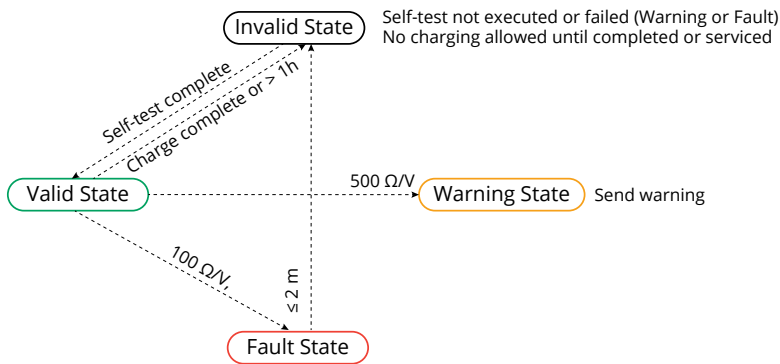 Invalid State
Self-test not executed or failed (Warning or Fault)
No charging allowed until completed or serviced
Self-test complete
Charge complete or > 1h
Valid State
500 Ω/V
Warning State
Send warning
100 Ω/V,
≤ 2 m
Fault State